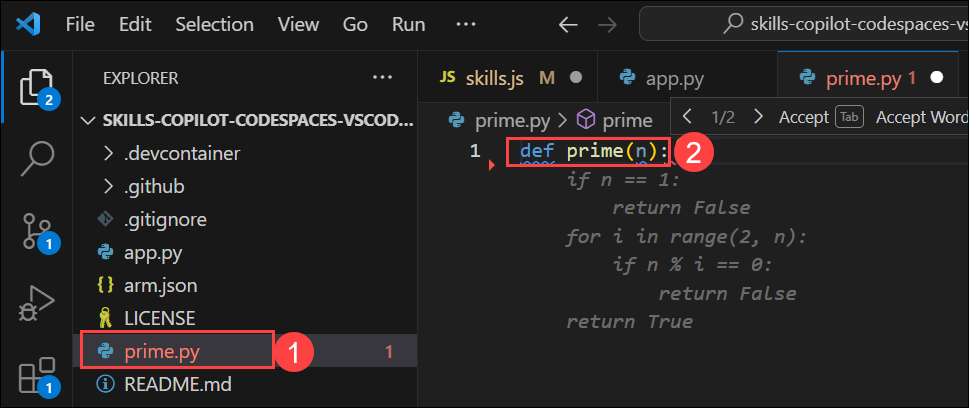 File Edit Selection View Go Run ··· skills-copilot-codespaces-vs
EXPLORER ···
JS skills.js M
app.py
prime.py 1
2
SKILLS-COPILOT-CODESPACES-VSCOD...
prime.py > prime
1/2 Accept Tab Accept Word
.devcontainer
.github
.gitignore
app.py
{} arm.json
LICENSE
prime.py 1
README.md
1
1
1
1 def prime(n): 2
if n == 1:
return False
for i in range(2, n):
if n % i == 0:
return False
return True